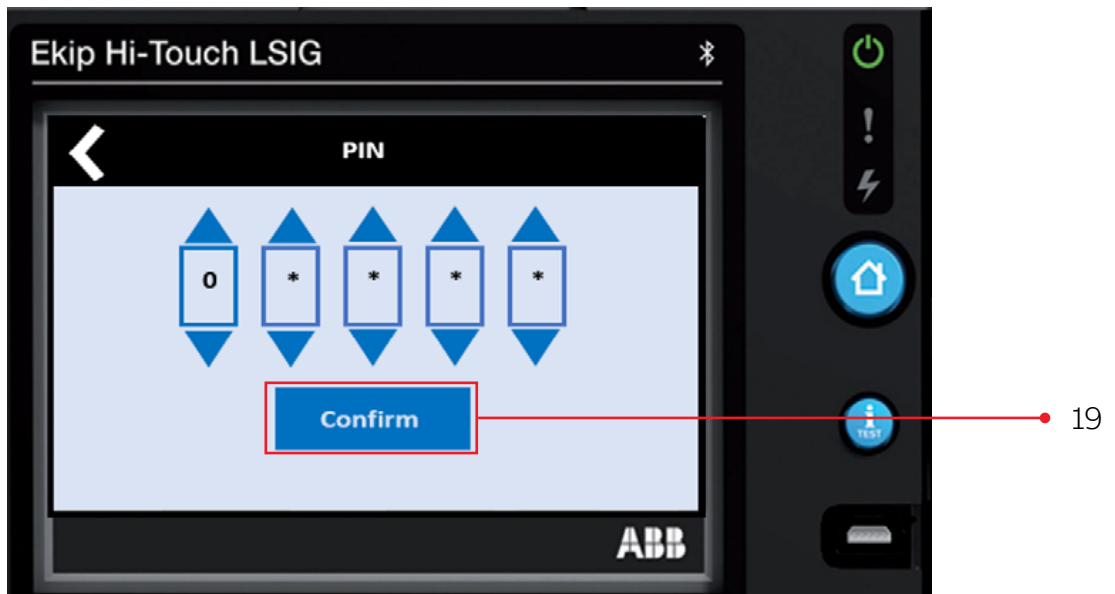 Ekip Hi-Touch LSIG
PIN
0 * * * *
Confirm
19
i
TEST
ABB